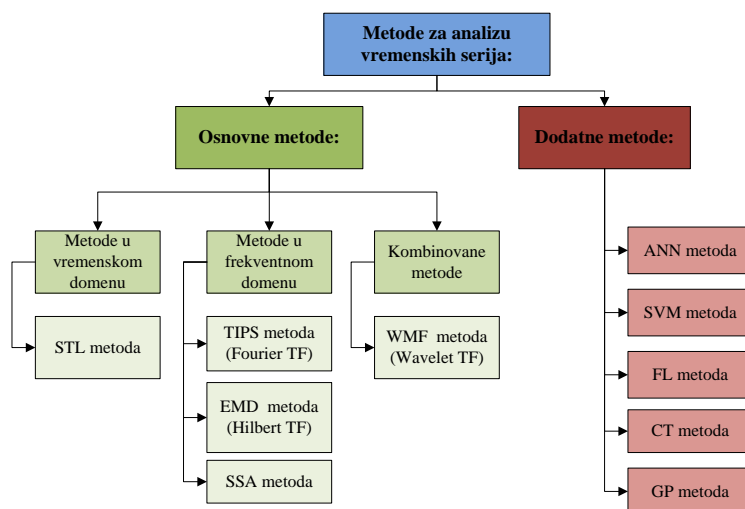 Metode za analizu
vremenskih serija:
Osnovne metode:
Dodatne metode:
Metode u
vremenskom
domenu
Metode u
frekventnom
domenu
Kombinovane
metode
STL metoda
TIPS metoda
(Fourier TF)
WMF metoda
(Wavelet TF)
EMD metoda
(Hilbert TF)
SSA metoda
ANN metoda
SVM metoda
FL metoda
CT metoda
GP metoda